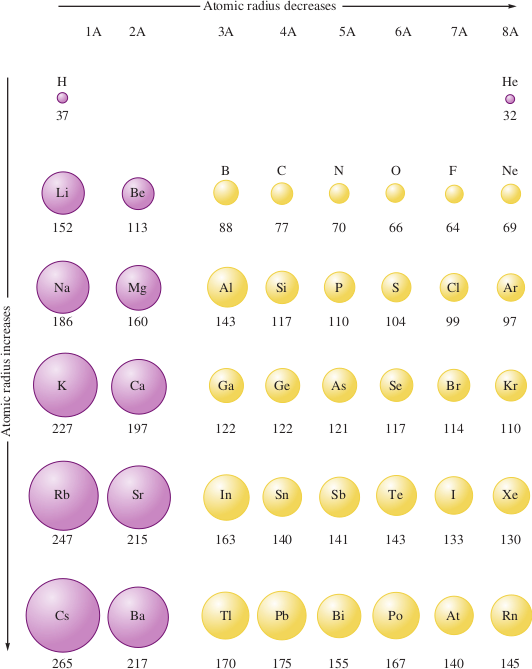 Atomic radius decreases
1A 2A 3A 4A 5A 6A 7A 8A
Atomic radius increases
H He
37 32
B C N O F Ne
Li Be
152 113 88 77 70 66 64 69
Na Mg Al Si P S Cl Ar
186 160 143 117 110 104 99 97
K Ca Ga Ge As Se Br Kr
227 197 122 122 121 117 114 110
Rb Sr In Sn Sb Te I Xe
247 215 163 140 141 143 133 130
Cs Ba Tl Pb Bi Po At Rn
265 217 170 175 155 167 140 145